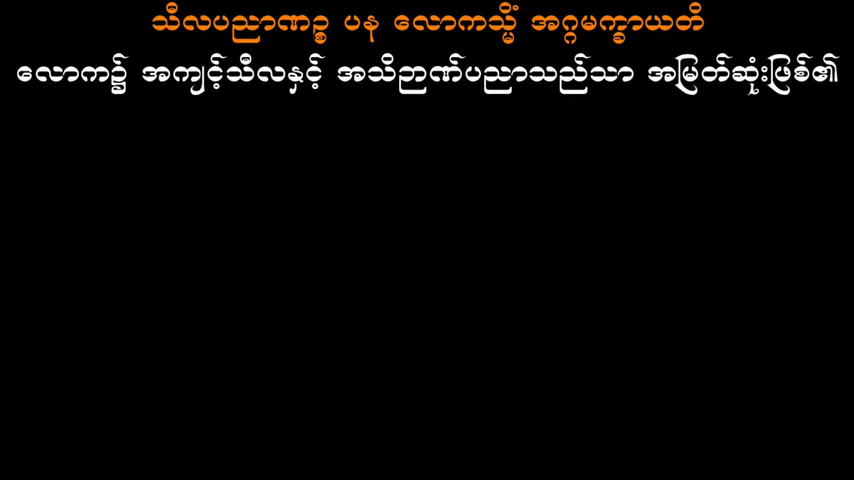 သီလပညာဏဉ္စ ပန လောကသ္မိံ အဂ္ဂမက္ခာယတိ
လောက၌ အကျင့်သီလနှင့် အသိဉာဏ်ပညာသည်သာ အမြတ်ဆုံးဖြစ်၏